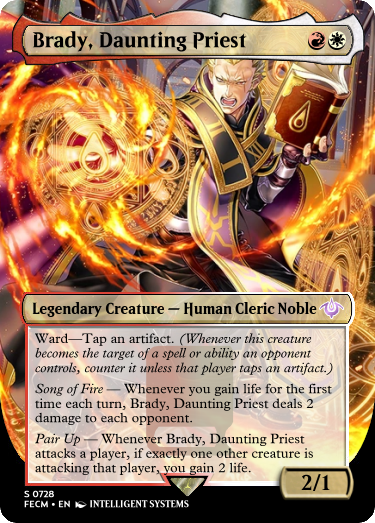 Brady, Daunting Priest
Legendary Creature — Human Cleric Noble
Ward—Tap an artifact. (Whenever this creature
becomes the target of a spell or ability an opponent
controls, counter it unless that player taps an artifact.)
Song of Fire — Whenever you gain life for the first
time each turn, Brady, Daunting Priest deals 2
damage to each opponent.
Pair Up — Whenever Brady, Daunting Priest
attacks a player, if exactly one other creature is
attacking that player, you gain 2 life.
2/1
S 0728
FECM • EN INTELLIGENT SYSTEMS